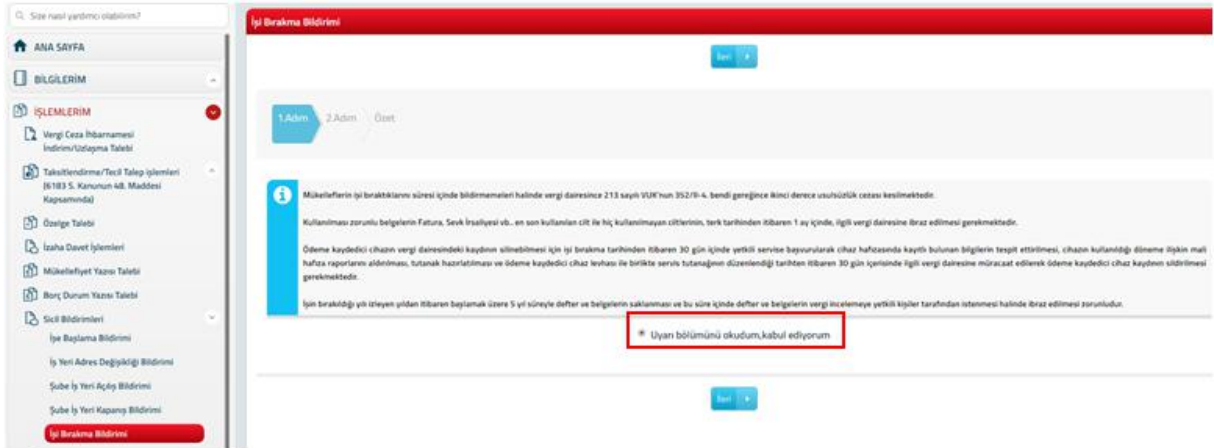 Size nasıl yardımcı olabilirim?
ANA SAYFA
BİLGİLERİM
İŞLEMLERİM
Vergi Ceza İhbarnamesi
İndirim/Uzlaşma Talebi
Taksitlendirme/Tecil Talep işlemleri
(6183 S. Kanunun 48. Maddesi
Kapsamında)
Özelge Talebi
İzaha Davet İşlemleri
Mükellefiyet Yazısı Talebi
Borç Durum Yazısı Talebi
Sicil Bildirimleri
İşe Başlama Bildirimi
İş Yeri Adres Değişikliği Bildirimi
Şube İş Yeri Açılış Bildirimi
Şube İş Yeri Kapanış Bildirimi
İşi Bırakma Bildirimi
İşi Bırakma Bildirimi
İleri
1.Adım 2.Adım Özet
Mükelleflerin işi bıraktıklarını süresi içinde bildirmemeleri halinde vergi dairesince 213 sayılı VUK'nun 352/II-4. bendi gereğince ikinci derece usulsüzlük cezası kesilmektedir.
Kullanılması zorunlu belgelerin Fatura, Sevk İrsaliyesi vb.. en son kullanılan cilt ile hiç kullanılmayan ciltlerinin, terk tarihinden itibaren 1 ay içinde, ilgili vergi dairesine ibraz edilmesi gerekmektedir.
Ödeme kaydedici cihazın vergi dairesindeki kaydının silinebilmesi için işi bırakma tarihinden itibaren 30 gün içinde yetkili servise başvurularak cihaz hafızasında kayıtlı bulunan bilgilerin tespit ettirilmesi, cihazın kullanıldığı döneme ilişkin mali
hafıza raporlarını aldırılması, tutanak hazırlatılması ve ödeme kaydedici cihaz levhası ile birlikte servis tutanağının düzenlendiği tarihten itibaren 30 gün içerisinde ilgili vergi dairesine müracaat edilerek ödeme kaydedici cihaz kaydının sildirilmesi
gerekmektedir.
İşin bırakıldığı yılı izleyen yıldan itibaren başlamak üzere 5 yıl süreyle defter ve belgelerin saklanması ve bu süre içinde defter ve belgelerin vergi incelemeye yetkili kişiler tarafından istenmesi halinde ibraz edilmesi zorunludur.
Uyarı bölümünü okudum,kabul ediyorum
İleri